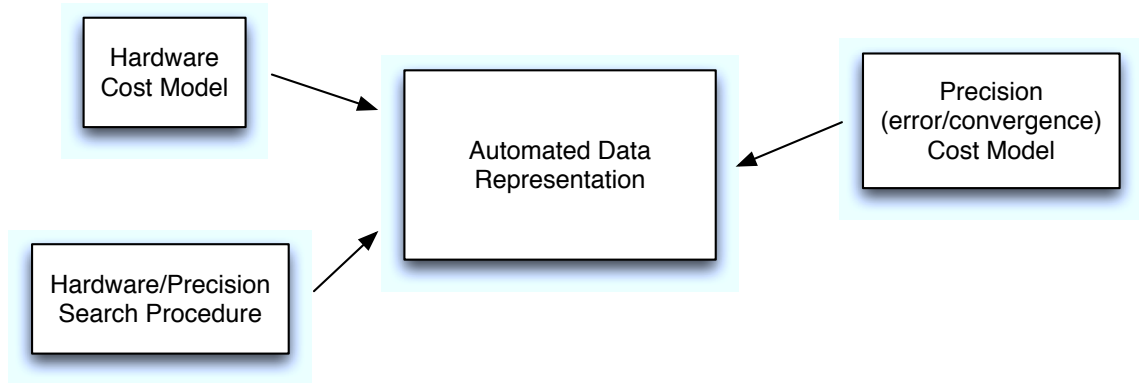 Hardware
Cost Model
Automated Data
Representation
Precision
(error/convergence)
Cost Model
Hardware/Precision
Search Procedure